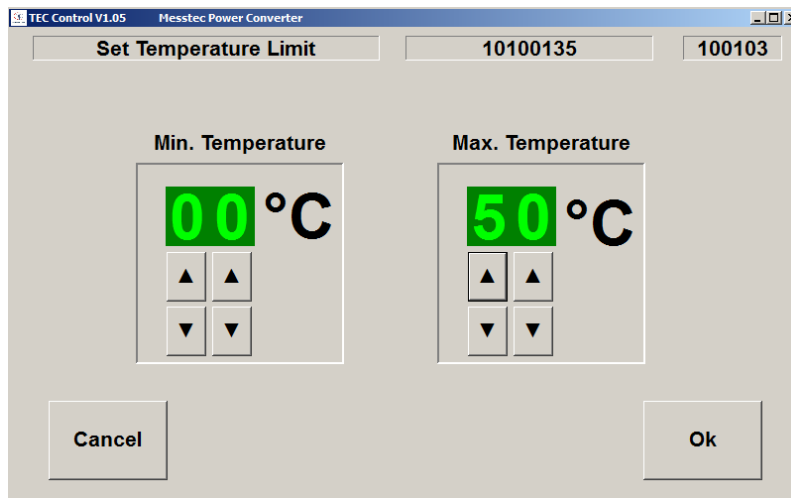 TEC Control V1.05 Messtec Power Converter
Set Temperature Limit 10100135 100103
Min. Temperature Max. Temperature
00 °C 50 °C
▲ ▲ ▲ ▲
▼ ▼ ▼ ▼
Cancel Ok